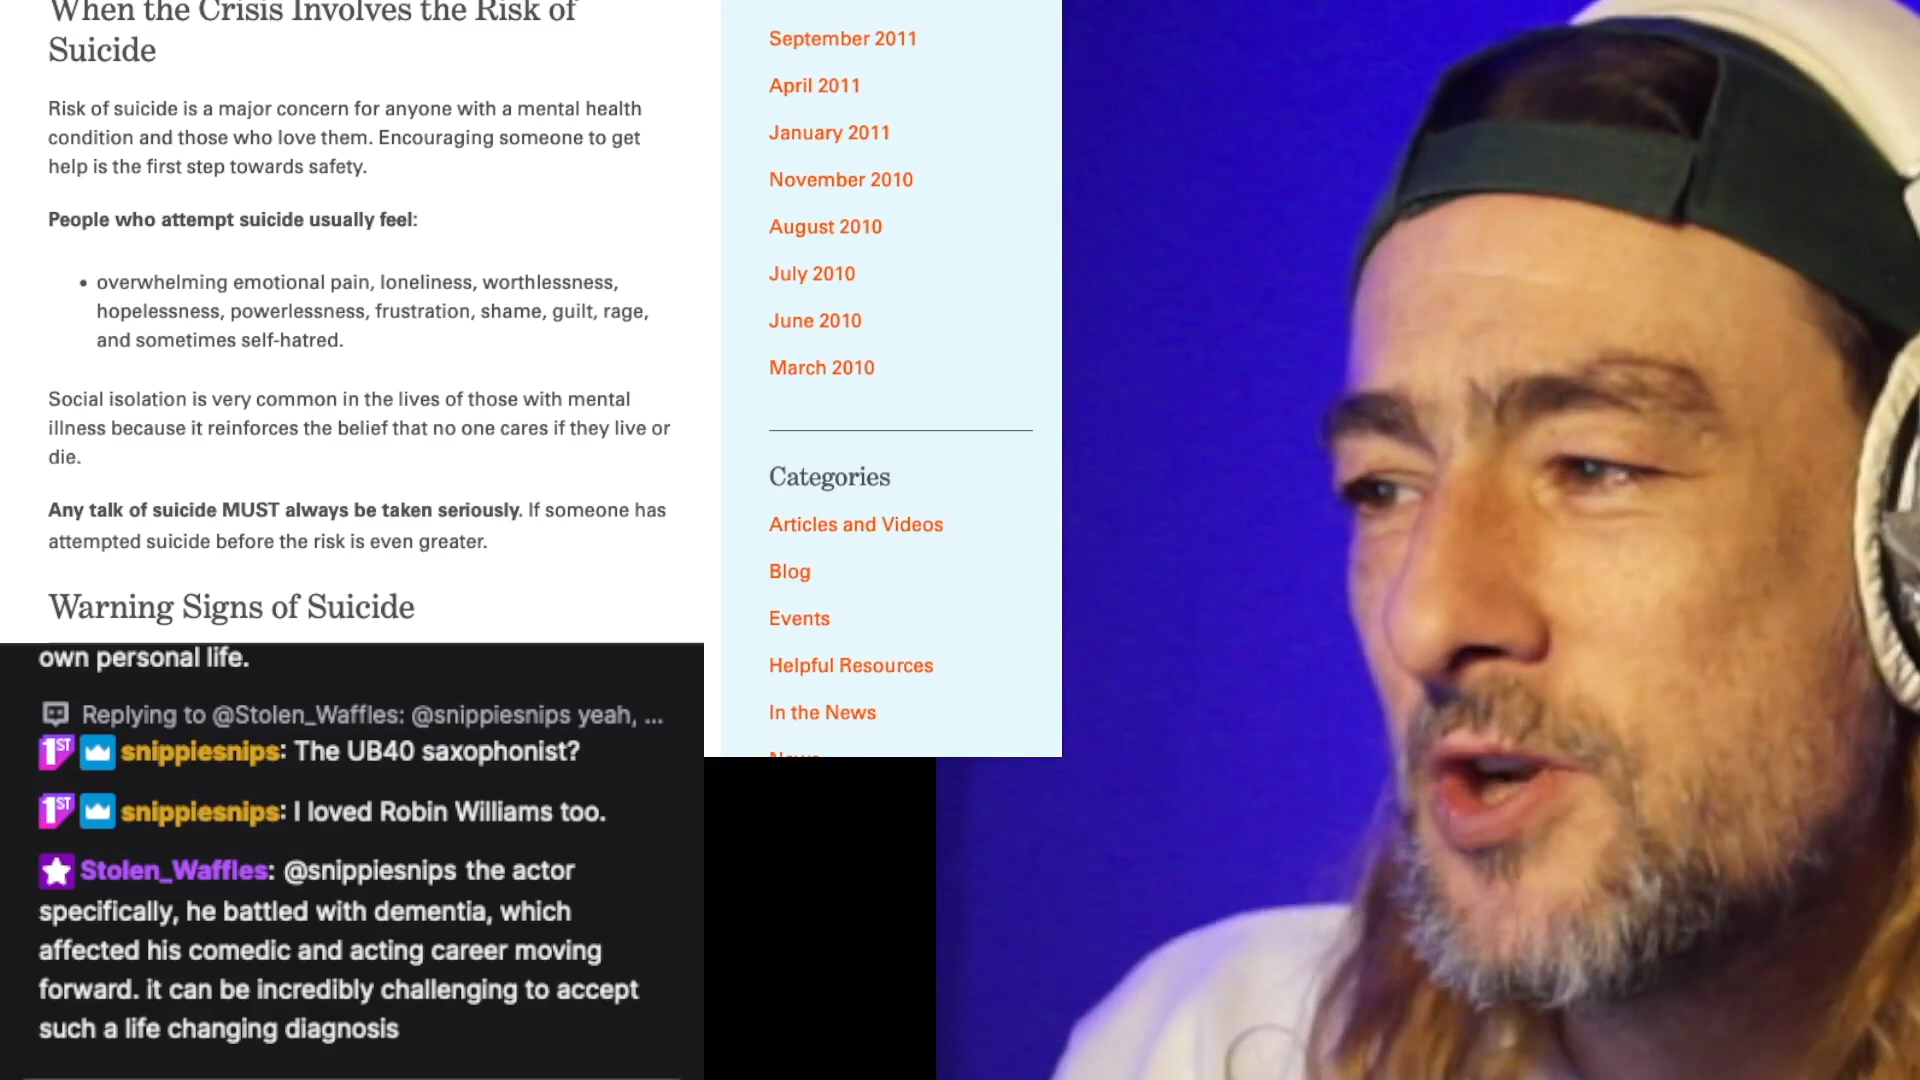 When the Crisis Involves the Risk of
Suicide
Risk of suicide is a major concern for anyone with a mental health
condition and those who love them. Encouraging someone to get
help is the first step towards safety.
People who attempt suicide usually feel:
• overwhelming emotional pain, loneliness, worthlessness,
hopelessness, powerlessness, frustration, shame, guilt, rage,
and sometimes self-hatred.
Social isolation is very common in the lives of those with mental
illness because it reinforces the belief that no one cares if they live or
die.
Any talk of suicide MUST always be taken seriously. If someone has
attempted suicide before the risk is even greater.
Warning Signs of Suicide
September 2011
April 2011
January 2011
November 2010
August 2010
July 2010
June 2010
March 2010
Categories
Articles and Videos
Blog
Events
Helpful Resources
In the News
own personal life.
Replying to @Stolen_Waffles: @snippiesnips yeah, ...
1ST snippiesnips: The UB40 saxophonist?
1ST snippiesnips: I loved Robin Williams too.
Stolen_Waffles: @snippiesnips the actor
specifically, he battled with dementia, which
affected his comedic and acting career moving
forward. it can be incredibly challenging to accept
such a life changing diagnosis